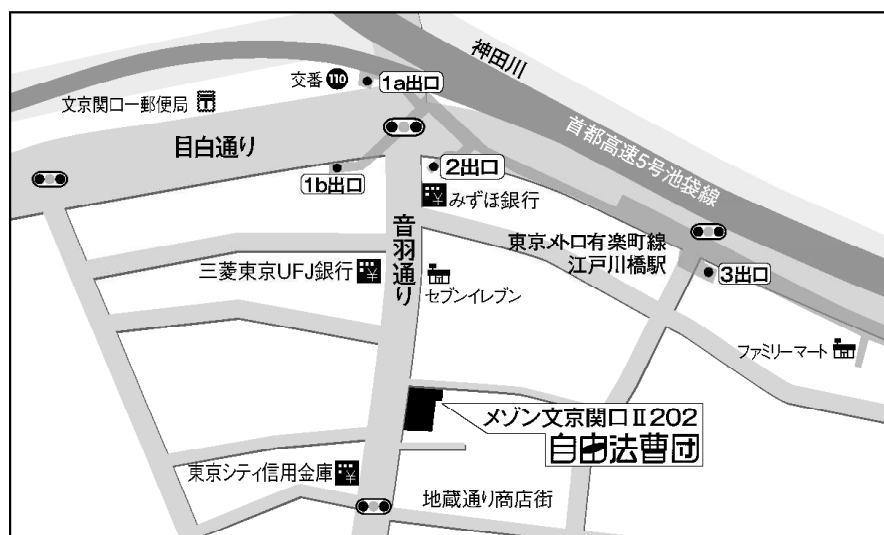 神田川
交番 110
1a出口
文京関口一郵便局
目白通り
首都高速5号池袋線
2出口
1b出口
みずほ銀行
音羽通り
東京メトロ有楽町線
江戸川橋駅
三菱東京UFJ銀行
3出口
セブンイレブン
ファミリーマート
メゾン文京関口Ⅱ202
自由法曹団
東京シティ信用金庫
地蔵通り商店街